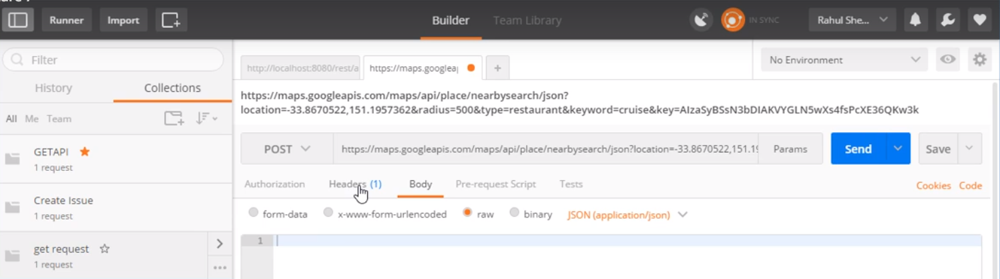 Runner Import Builder Team Library IN SYNC Rahul She...
Filter
History Collections
All Me Team
GETAPI
1 request
Create Issue
1 request
get request
1 request
http://localhost:8080/rest/a https://maps.googleap + No Environment
https://maps.googleapis.com/maps/api/place/nearbysearch/json?
location=-33.8670522,151.1957362&radius=500&type=restaurant&keyword=cruise&key=AIzaSyBSsN3bDIAKVYGLN5wXs4fsPcXE36QKw3k
POST https://maps.googleapis.com/maps/api/place/nearbysearch/json?location=-33.8670522,151.19 Params Send Save
Authorization Headers (1) Body Pre-request Script Tests Cookies Code
form-data x-www-form-urlencoded raw binary JSON (application/json)
1